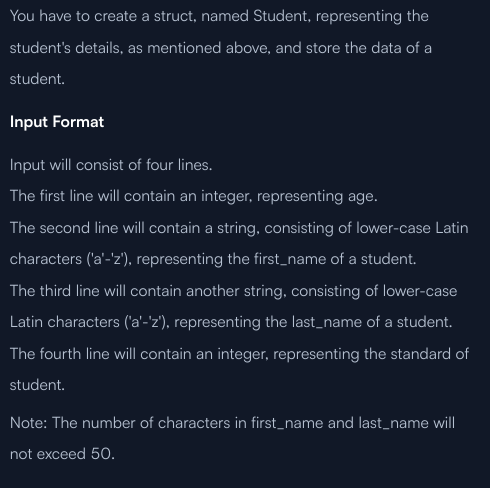 You have to create a struct, named Student, representing the
student's details, as mentioned above, and store the data of a
student.
Input Format
Input will consist of four lines.
The first line will contain an integer, representing age.
The second line will contain a string, consisting of lower-case Latin
characters ('a'-'z'), representing the first_name of a student.
The third line will contain another string, consisting of lower-case
Latin characters ('a'-'z'), representing the last_name of a student.
The fourth line will contain an integer, representing the standard of
student.
Note: The number of characters in first_name and last_name will
not exceed 50.